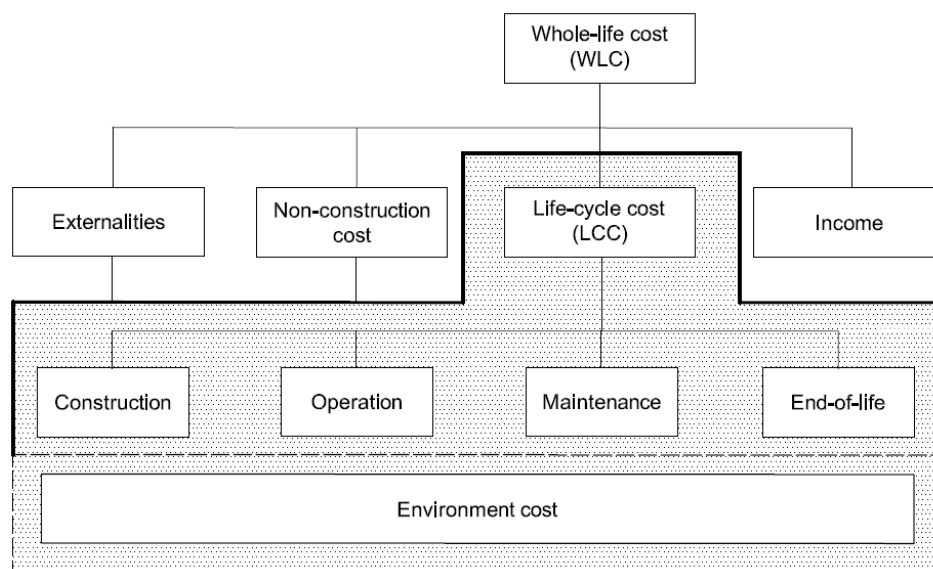 Whole-life cost
(WLC)
Externalities
Non-construction
cost
Life-cycle cost
(LCC)
Income
Construction
Operation
Maintenance
End-of-life
Environment cost